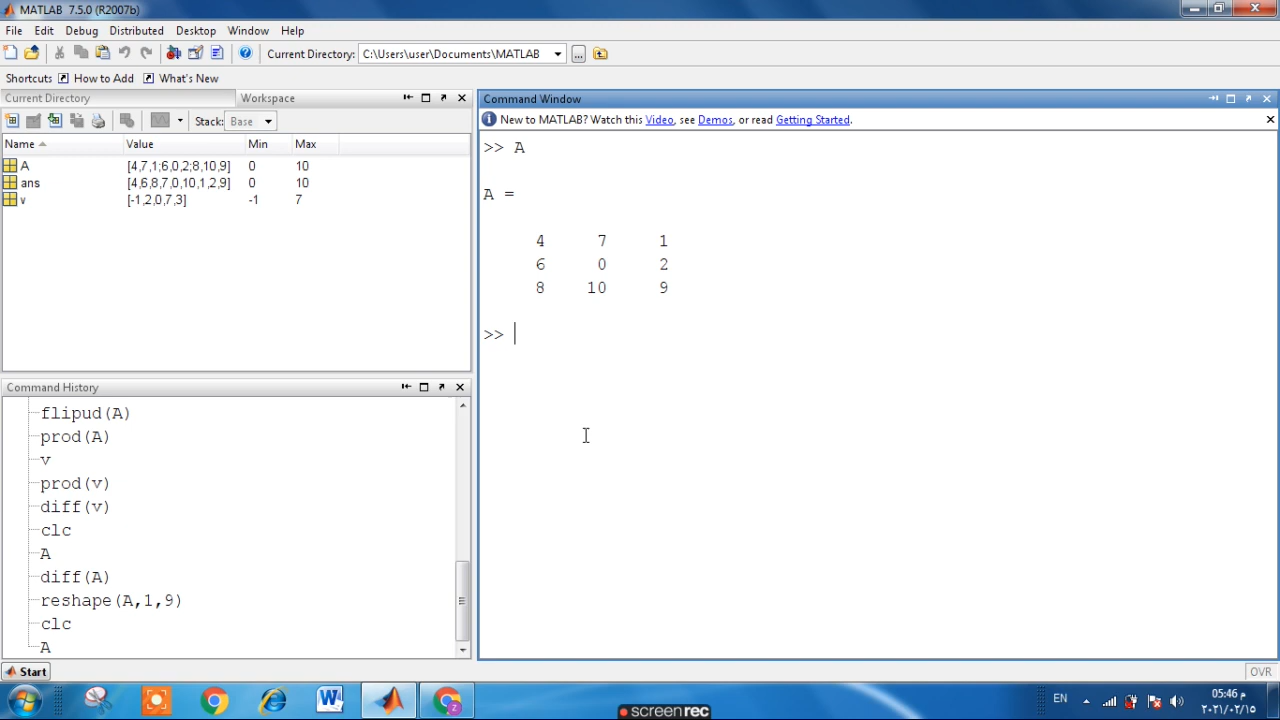 MATLAB 7.5.0 (R2007b)
File Edit Debug Distributed Desktop Window Help
Current Directory: C:\Users\user\Documents\MATLAB ...
Shortcuts How to Add What's New
Current Directory Workspace
Stack: Base
Name Value Min Max
A [4,7,1;6,0,2;8,10,9] 0 10
ans [4,6,8,7,0,10,1,2,9] 0 10
v [-1,2,0,7,3] -1 7
Command History
flipud(A)
prod(A)
v
prod(v)
diff(v)
clc
A
diff(A)
reshape(A,1,9)
clc
A
Command Window
New to MATLAB? Watch this Video, see Demos, or read Getting Started.
>> A
A =
4 7 1
6 0 2
8 10 9
>>
Start
OVR
W
z
screenrec
EN
05:46 م
٢٠٢١/٠٢/١٥